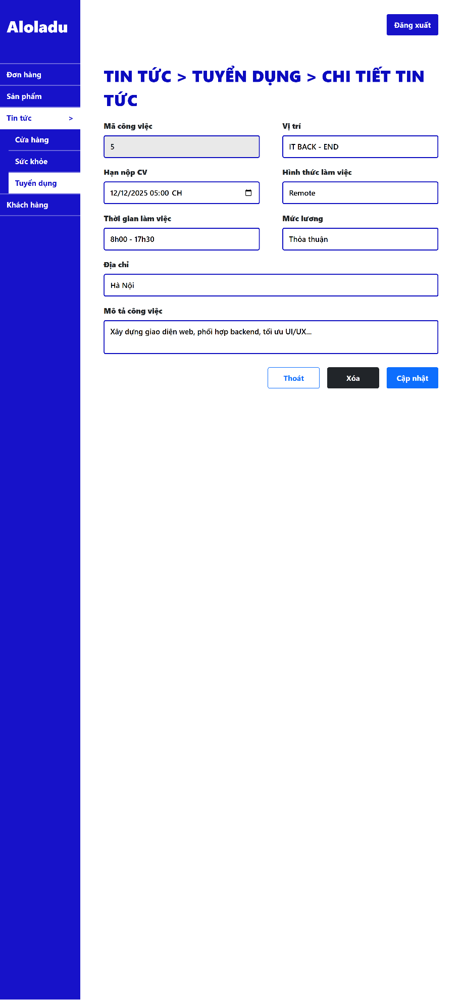 Aloladu
Đăng xuất
Đơn hàng
Sản phẩm
Tin tức >
Cửa hàng
Sức khỏe
Tuyển dụng
Khách hàng
TIN TỨC > TUYỂN DỤNG > CHI TIẾT TIN
TỨC
Mã công việc
5
Vị trí
IT BACK - END
Hạn nộp CV
12/12/2025 05:00 CH
Hình thức làm việc
Remote
Thời gian làm việc
8h00 - 17h30
Mức lương
Thỏa thuận
Địa chỉ
Hà Nội
Mô tả công việc
Xây dựng giao diện web, phối hợp backend, tối ưu UI/UX...
Thoát
Xóa
Cập nhật